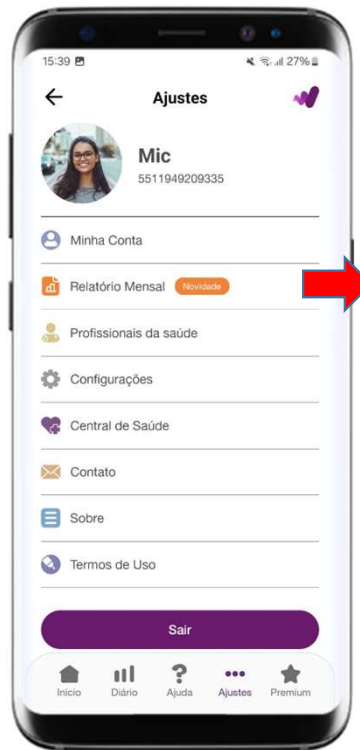 15:39 27%
Ajustes
Mic
5511949209335
Minha Conta
Relatório Mensal Novidade
Profissionais da saúde
Configurações
Central de Saúde
Contato
Sobre
Termos de Uso
Sair
Início Diário Ajuda Ajustes Premium